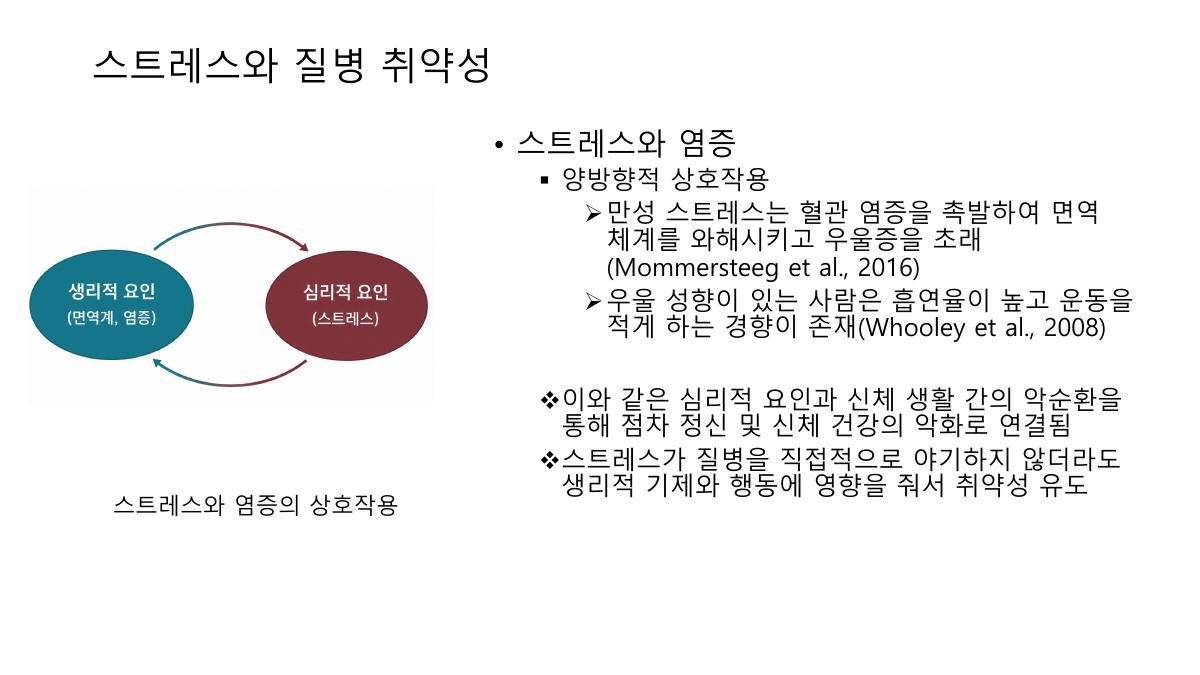 스트레스와 질병 취약성
생리적 요인
(면역계, 염증)
심리적 요인
(스트레스)
스트레스와 염증의 상호작용
• 스트레스와 염증
▪ 양방향적 상호작용
➢만성 스트레스는 혈관 염증을 촉발하여 면역
체계를 와해시키고 우울증을 초래
(Mommersteeg et al., 2016)
➢우울 성향이 있는 사람은 흡연율이 높고 운동을
적게 하는 경향이 존재(Whooley et al., 2008)
❖이와 같은 심리적 요인과 신체 생활 간의 악순환을
통해 점차 정신 및 신체 건강의 악화로 연결됨
❖스트레스가 질병을 직접적으로 야기하지 않더라도
생리적 기제와 행동에 영향을 줘서 취약성 유도